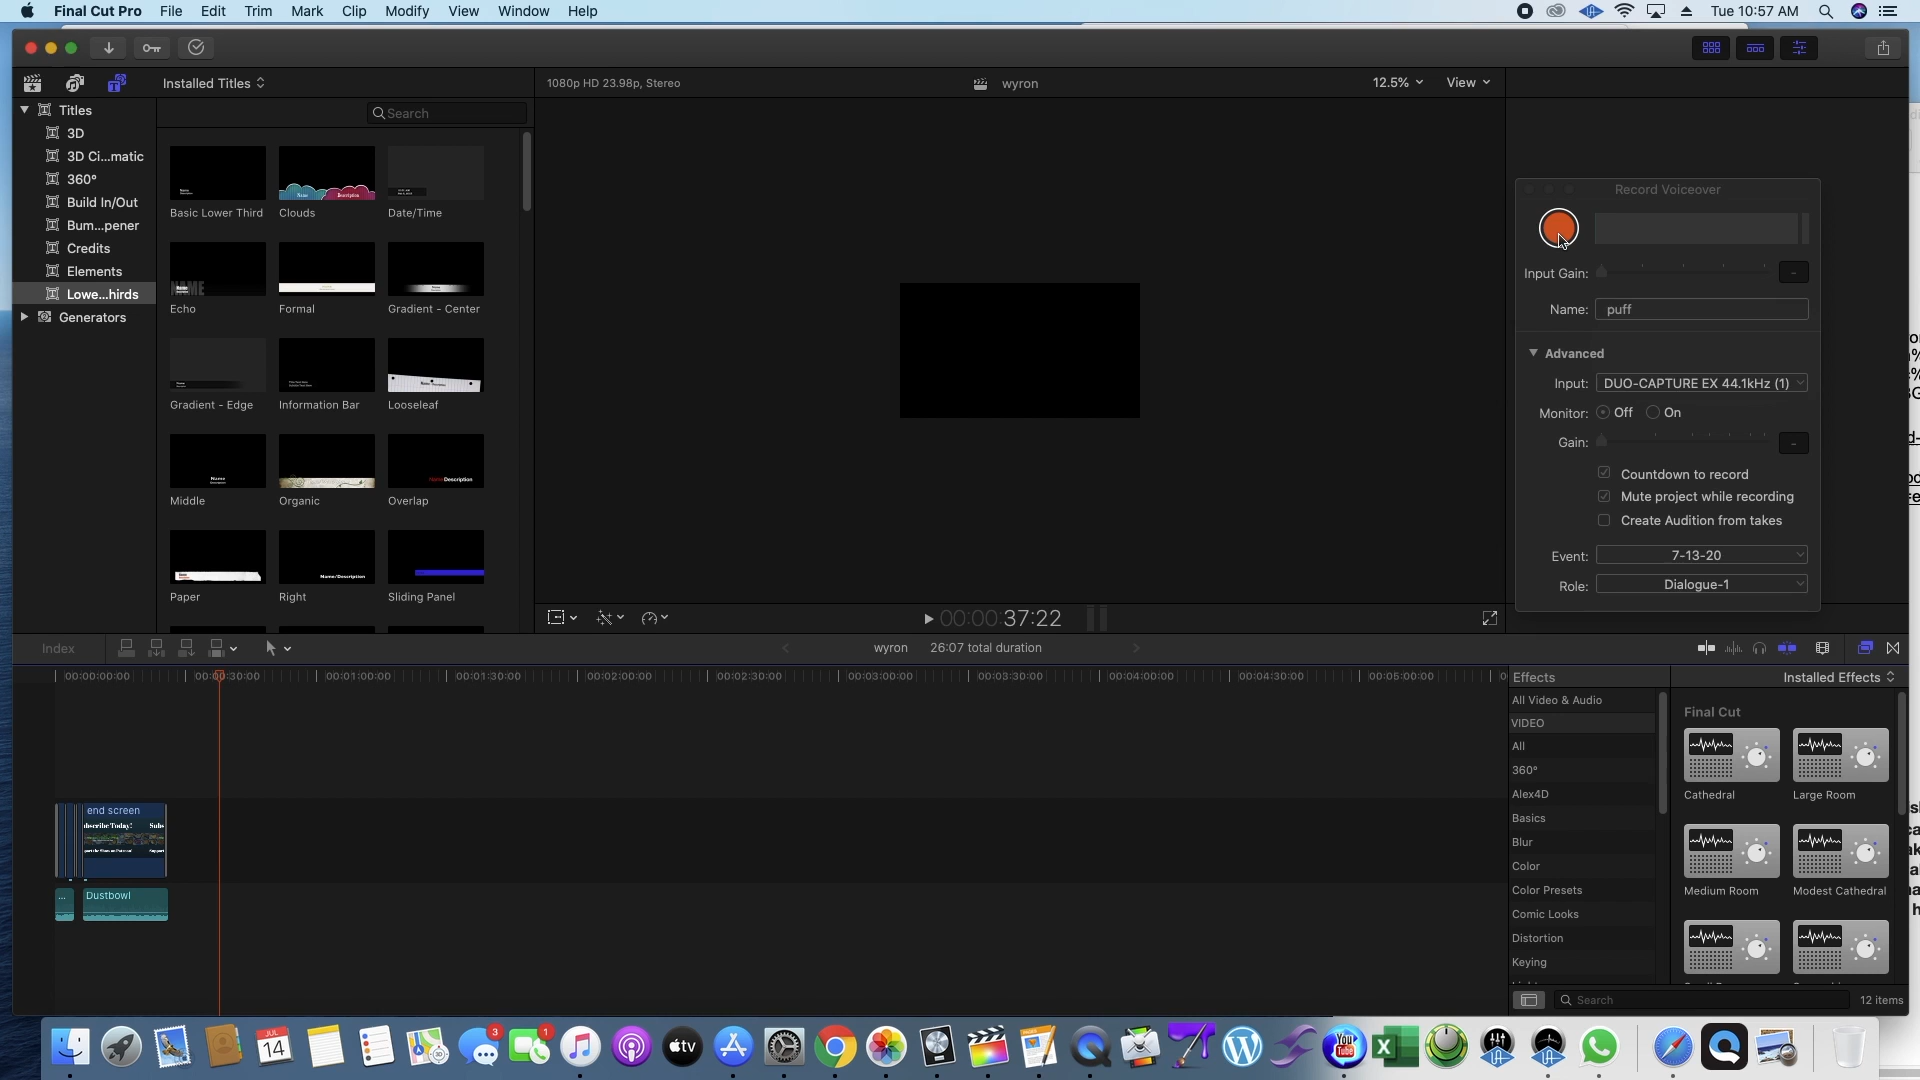 Final Cut Pro File Edit Trim Mark Clip Modify View Window Help Tue 10:57 AM
Installed Titles 1080p HD 23.98p, Stereo wyron 12.5% View
Titles
3D
3D Ci...matic
360°
Build In/Out
Bum...pener
Credits
Elements
Lowe...hirds
Generators
Search
Basic Lower Third Clouds Date/Time
Echo Formal Gradient - Center
Gradient - Edge Information Bar Looseleaf
Middle Organic Overlap
Paper Right Sliding Panel
Record Voiceover
Input Gain: -
Name: puff
Advanced
Input: DUO-CAPTURE EX 44.1kHz (1)
Monitor: Off On
Gain: -
Countdown to record
Mute project while recording
Create Audition from takes
Event: 7-13-20
Role: Dialogue-1
00:00:37:22
Index wyron 26:07 total duration
00:00:00:00 00:00:30:00 00:01:00:00 00:01:30:00 00:02:00:00 00:02:30:00 00:03:00:00 00:03:30:00 00:04:00:00 00:04:30:00 00:05:00:00
end screen
bscribe Today! Subs
Dustbowl
Effects
All Video & Audio
VIDEO
All
360°
Alex4D
Basics
Blur
Color
Color Presets
Comic Looks
Distortion
Keying
Installed Effects
Final Cut
Cathedral Large Room
Medium Room Modest Cathedral
Search 12 items
JUL
14
3
1
tv
You
Tube